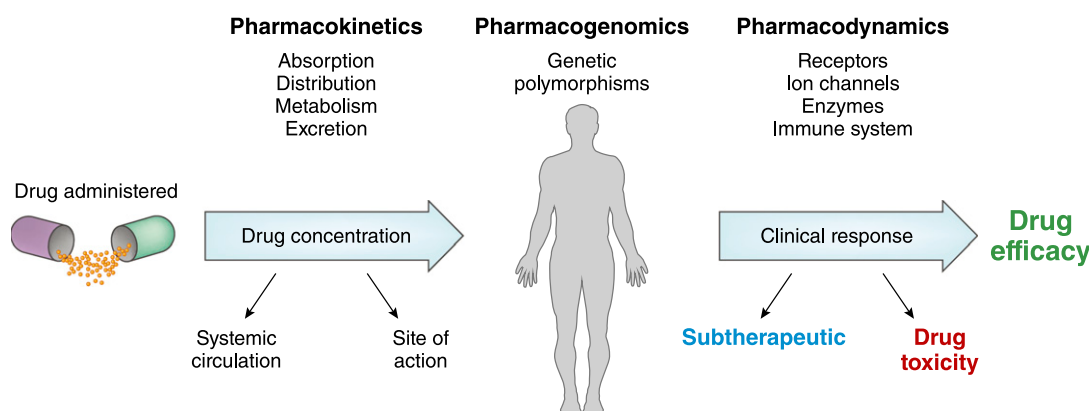 Pharmacokinetics
Absorption
Distribution
Metabolism
Excretion
Pharmacogenomics
Genetic
polymorphisms
Pharmacodynamics
Receptors
Ion channels
Enzymes
Immune system
Drug administered
Drug concentration
Clinical response
Drug
efficacy
Systemic
circulation
Site of
action
Subtherapeutic
Drug
toxicity